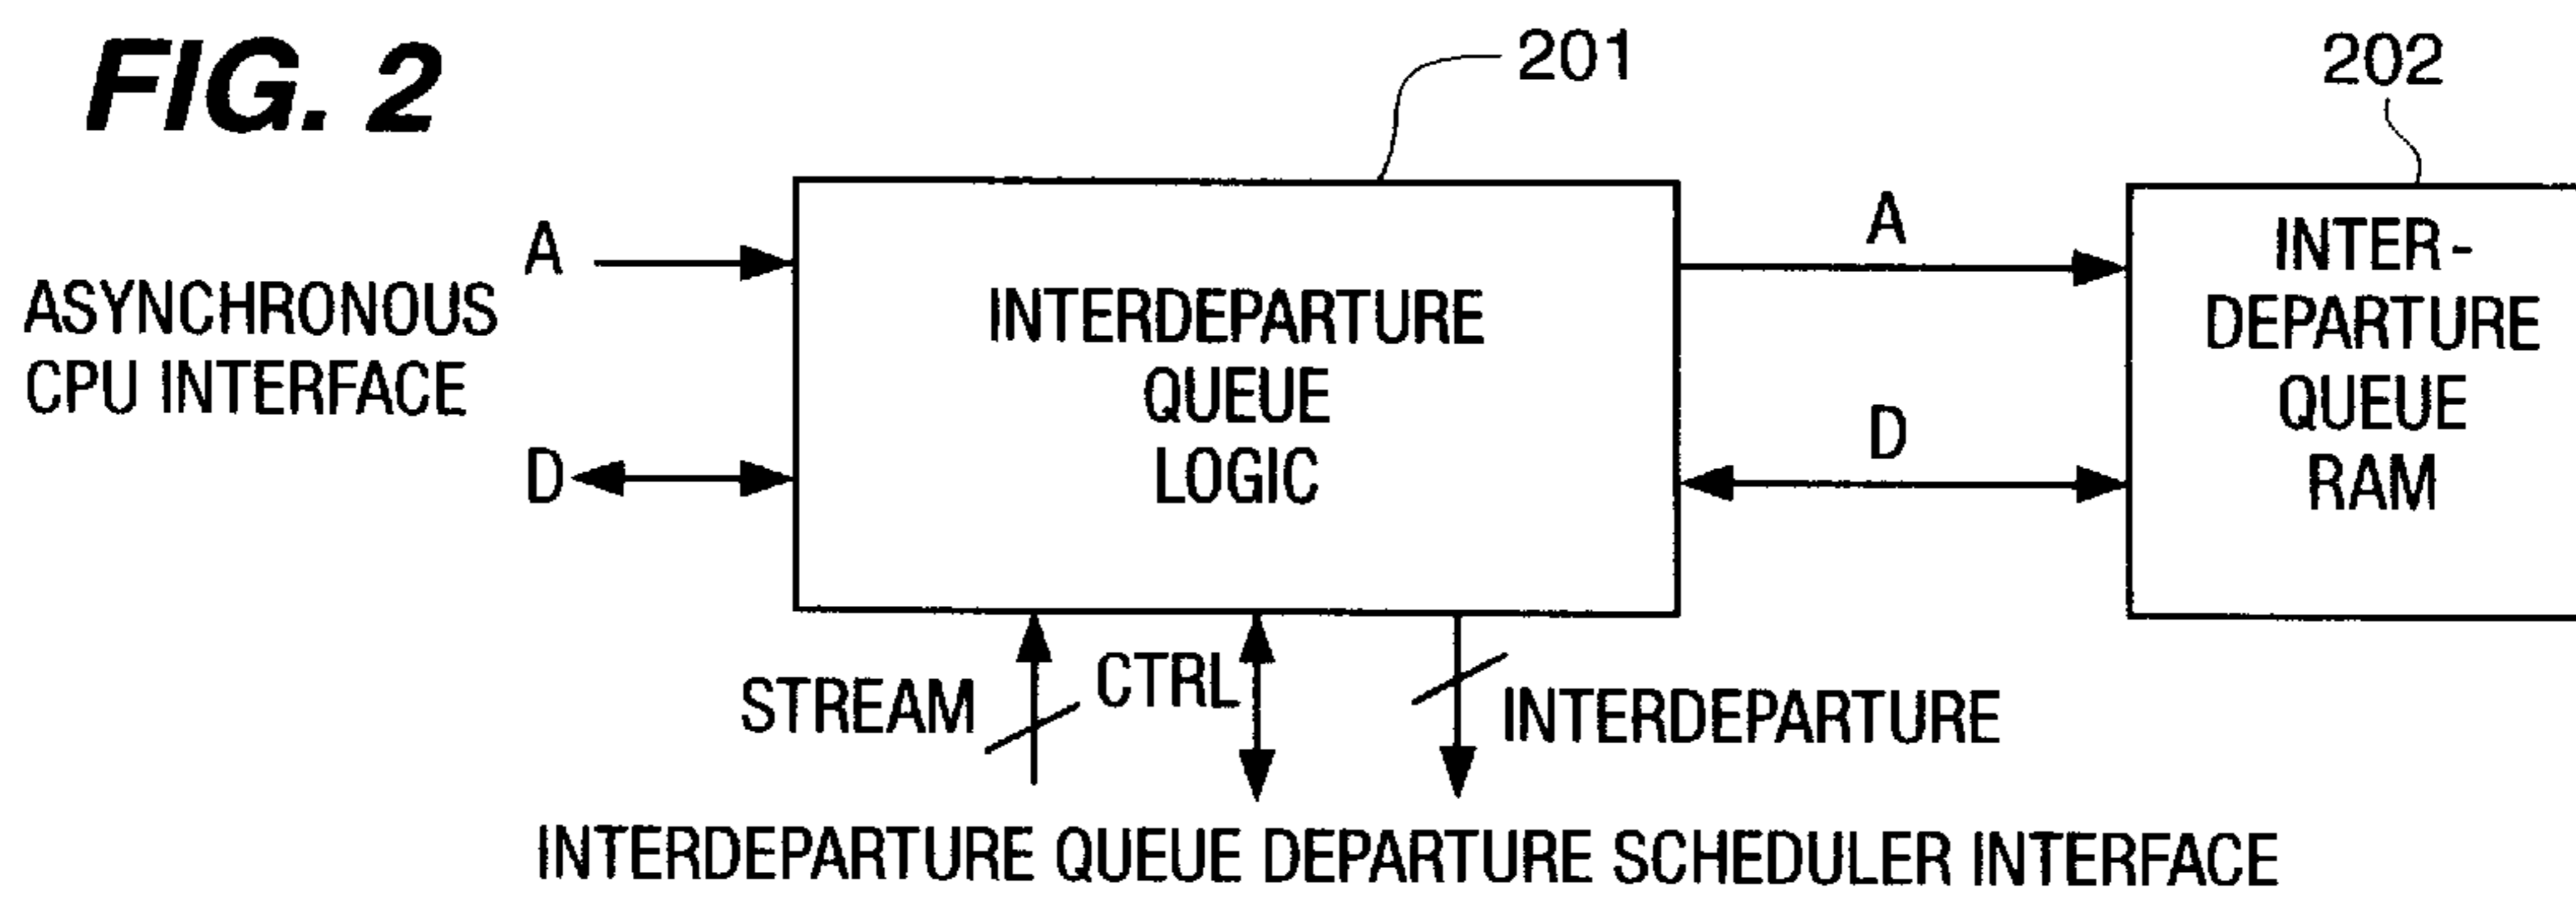 FIG. 2
201
202
ASYNCHRONOUS
CPU INTERFACE
A
D
INTERDEPARTURE
QUEUE
LOGIC
A
D
INTER-
DEPARTURE
QUEUE
RAM
STREAM
CTRL
INTERDEPARTURE
INTERDEPARTURE QUEUE DEPARTURE SCHEDULER INTERFACE